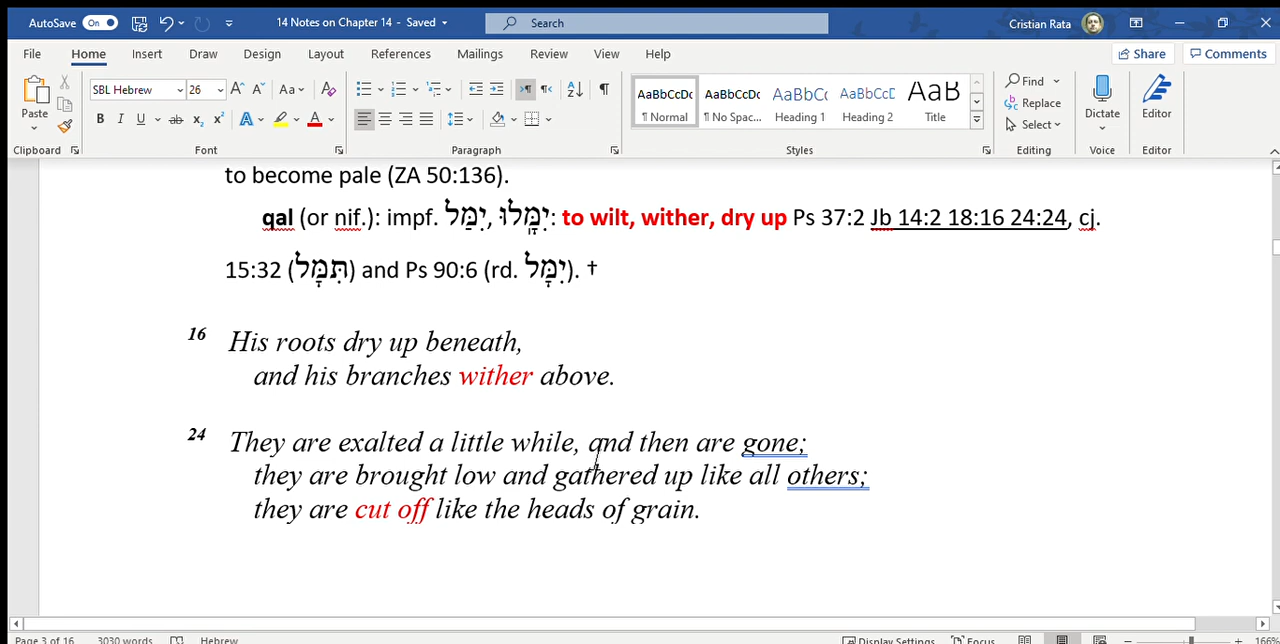 AutoSave On 14 Notes on Chapter 14 - Saved Search Cristian Rata
File Home Insert Draw Design Layout References Mailings Review View Help Share Comments
Paste SBL Hebrew 26 Aa AaBbCcDc AaBbCcDc AaBbCc AaBbCcD AaB Find Replace Select Dictate Editor
¶ Normal ¶ No Spac... Heading 1 Heading 2 Title
Clipboard Font Paragraph Styles Editing Voice Editor
to become pale (ZA 50:136).
qal (or nif.): impf. יִמַּל, יִמָּֽלוּ: to wilt, wither, dry up Ps 37:2 Jb 14:2 18:16 24:24, cj.
15:32 (תִּמָּל) and Ps 90:6 (rd. יִמָּל). †
16 His roots dry up beneath,
and his branches wither above.
24 They are exalted a little while, and then are gone;
they are brought low and gathered up like all others;
they are cut off like the heads of grain.
Page 3 of 16 3030 words Hebrew Display Settings Focus 166%